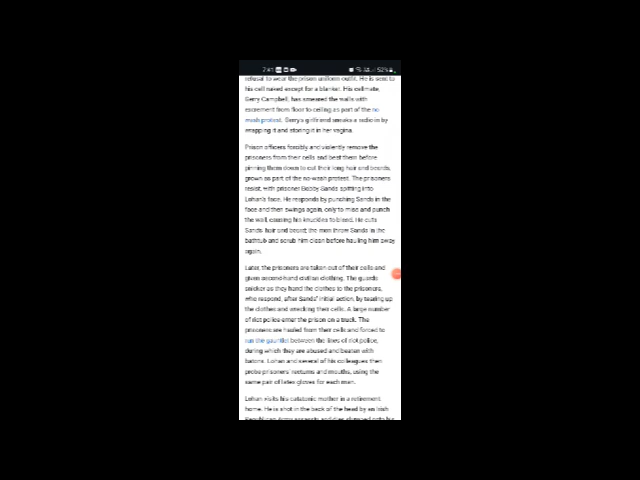 7:41
52%
refusal to wear the prison uniform outfit. He is sent to
his cell naked except for a blanket. His cellmate,
Gerry Campbell, has smeared the walls with
excrement from floor to ceiling as part of the no
wash protest. Gerry's girlfriend sneaks a radio in by
wrapping it and storing it in her vagina.
Prison officers forcibly and violently remove the
prisoners from their cells and beat them before
pinning them down to cut their long hair and beards,
grown as part of the no-wash protest. The prisoners
resist, with prisoner Bobby Sands spitting into
Lohan's face. He responds by punching Sands in the
face and then swings again, only to miss and punch
the wall, causing his knuckles to bleed. He cuts
Sands' hair and beard; the men throw Sands in the
bathtub and scrub him clean before hauling him away
again.
Later, the prisoners are taken out of their cells and
given second-hand civilian clothing. The guards
snicker as they hand the clothes to the prisoners,
who respond, after Sands' initial action, by tearing up
the clothes and wrecking their cells. A large number
of riot police enter the prison on a truck. The
prisoners are hauled from their cells and forced to
run the gauntlet between the lines of riot police,
during which they are abused and beaten with
batons. Lohan and several of his colleagues then
probe prisoners' rectums and mouths, using the
same pair of latex gloves for each man.
Lohan visits his catatonic mother in a retirement
home. He is shot in the back of the head by an Irish
Republican Army assassin and dies slumped onto his